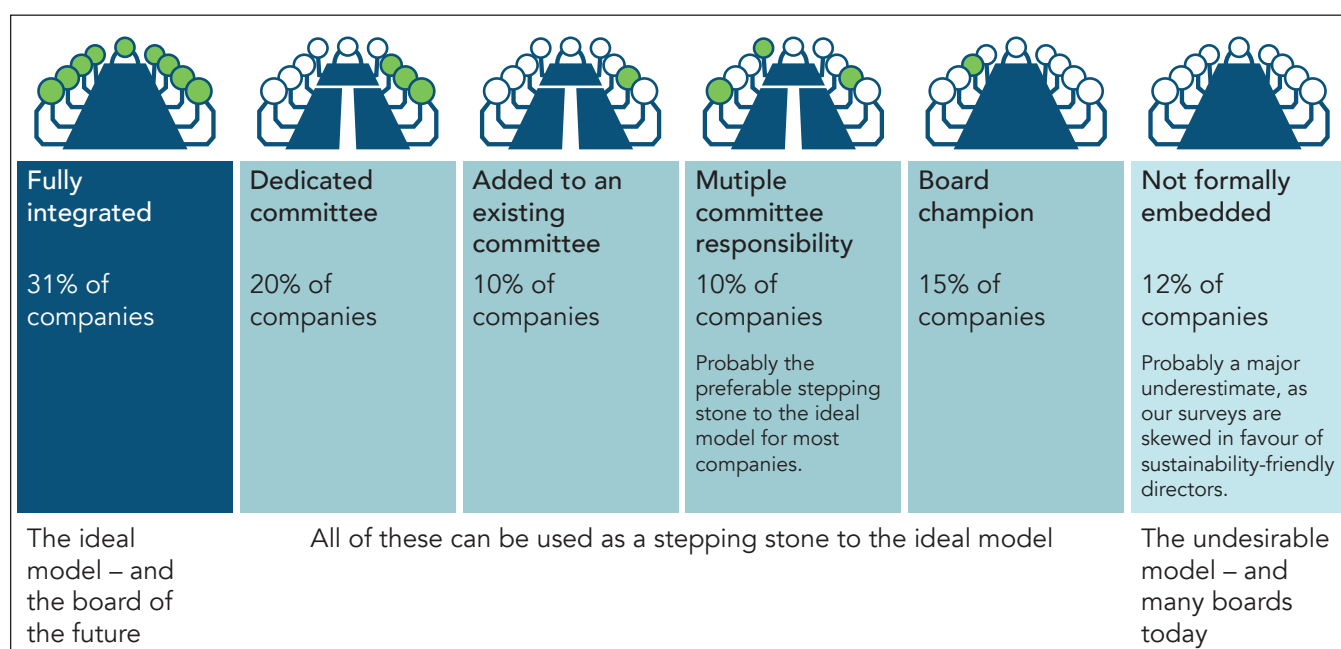 Fully
integrated
31% of
companies
Dedicated
committee
20% of
companies
Added to an
existing
committee
10% of
companies
Mutiple
committee
responsibility
10% of
companies
Probably the
preferable stepping
stone to the ideal
model for most
companies.
Board
champion
15% of
companies
Not formally
embedded
12% of
companies
Probably a major
underestimate, as
our surveys are
skewed in favour of
sustainability-friendly
directors.
The ideal
model – and
the board of
the future
All of these can be used as a stepping stone to the ideal model
The undesirable
model – and
many boards
today